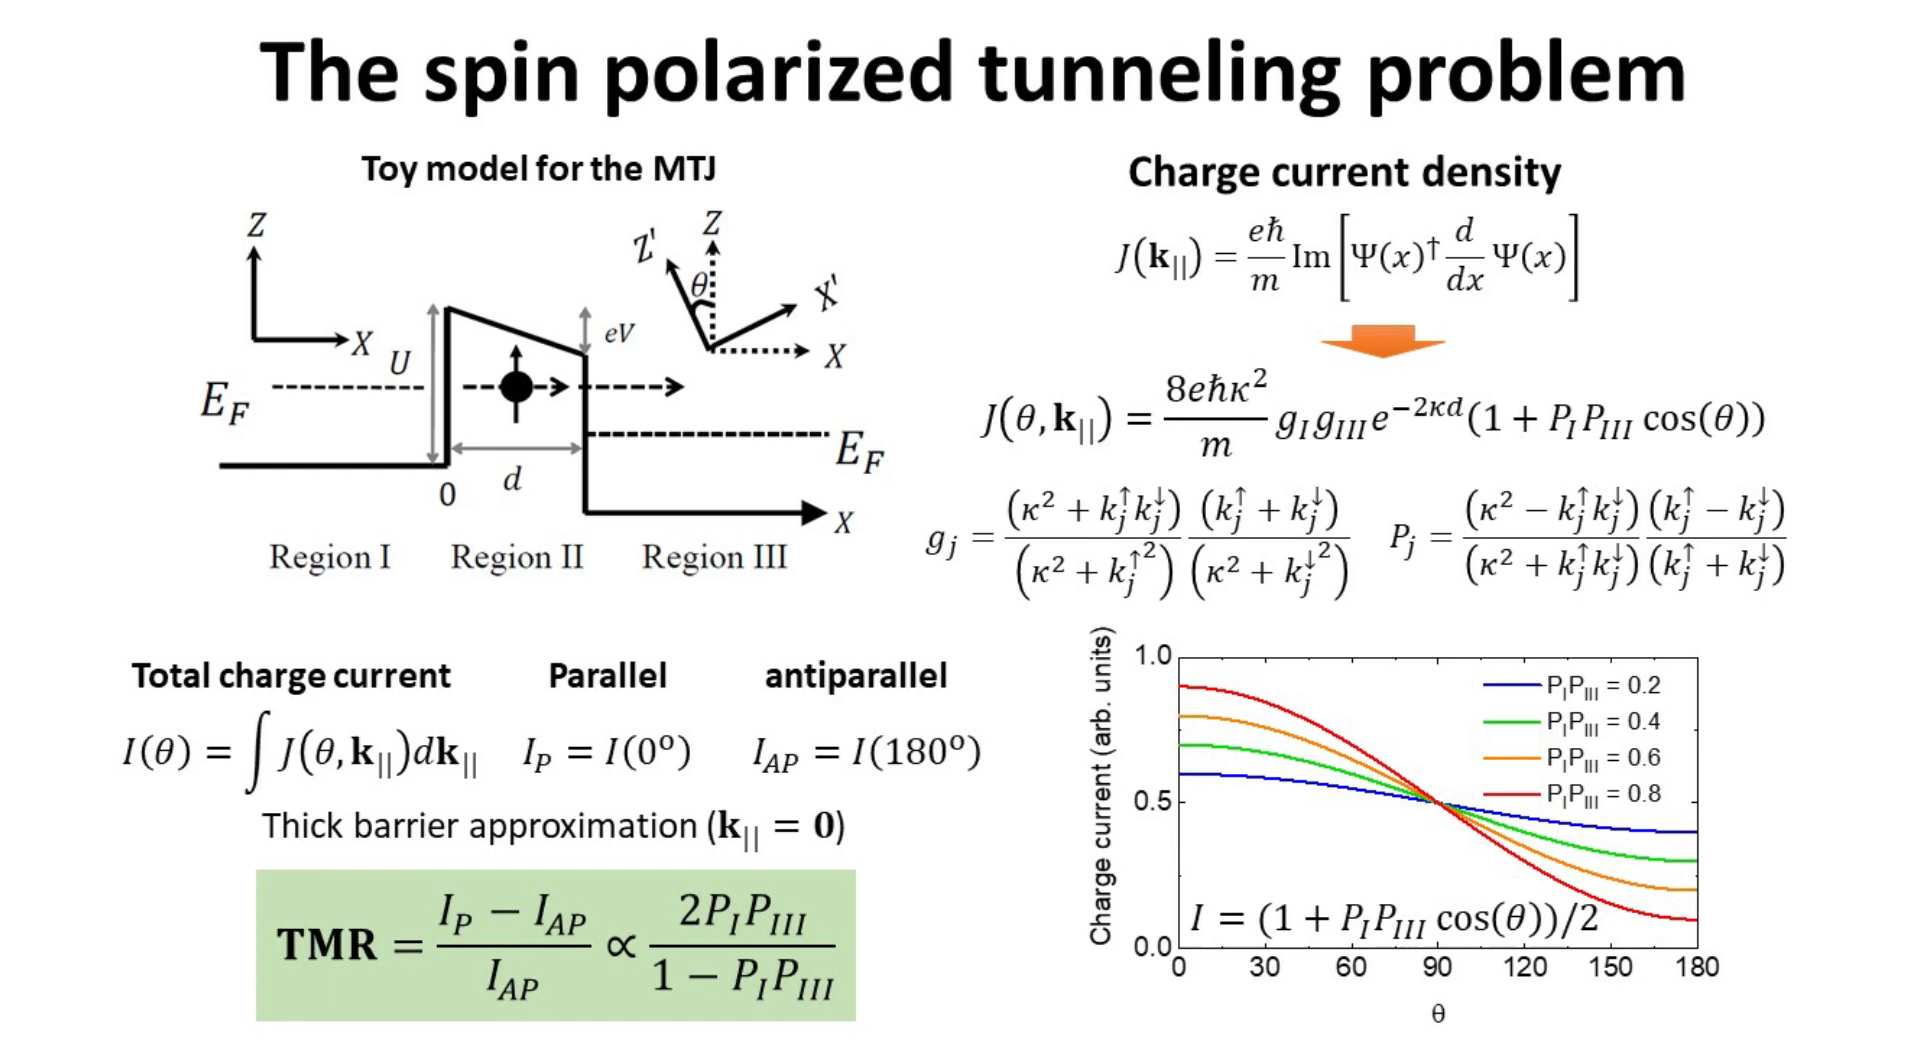 The spin polarized tunneling problem
Toy model for the MTJ
Z
X
U
E_F
0
d
eV
Z'
Z
θ
X'
X
E_F
X
Region I
Region II
Region III
Charge current density
J(k_||) = eħ/m Im[Ψ(x)† d/dx Ψ(x)]
J(θ, k_||) = 8eħκ²/m g_I g_III e^{−2κd}(1 + P_I P_III cos(θ))
g_j = (κ² + k_j^↑ k_j^↓)/(κ² + k_j^↑²) (k_j^↑ + k_j^↓)/(κ² + k_j^↓²)
P_j = (κ² − k_j^↑ k_j^↓)/(κ² + k_j^↑ k_j^↓) (k_j^↑ − k_j^↓)/(k_j^↑ + k_j^↓)
Total charge current
I(θ) = ∫ J(θ, k_||)dk_||
Parallel
I_P = I(0º)
antiparallel
I_AP = I(180º)
Thick barrier approximation (k_|| = 0)
TMR = (I_P − I_AP)/I_AP ∝ 2P_I P_III/(1 − P_I P_III)
Charge current (arb. units)
1.0
0.5
0.0
P_I P_III = 0.2
P_I P_III = 0.4
P_I P_III = 0.6
P_I P_III = 0.8
I = (1 + P_I P_III cos(θ))/2
0 30 60 90 120 150 180
θ